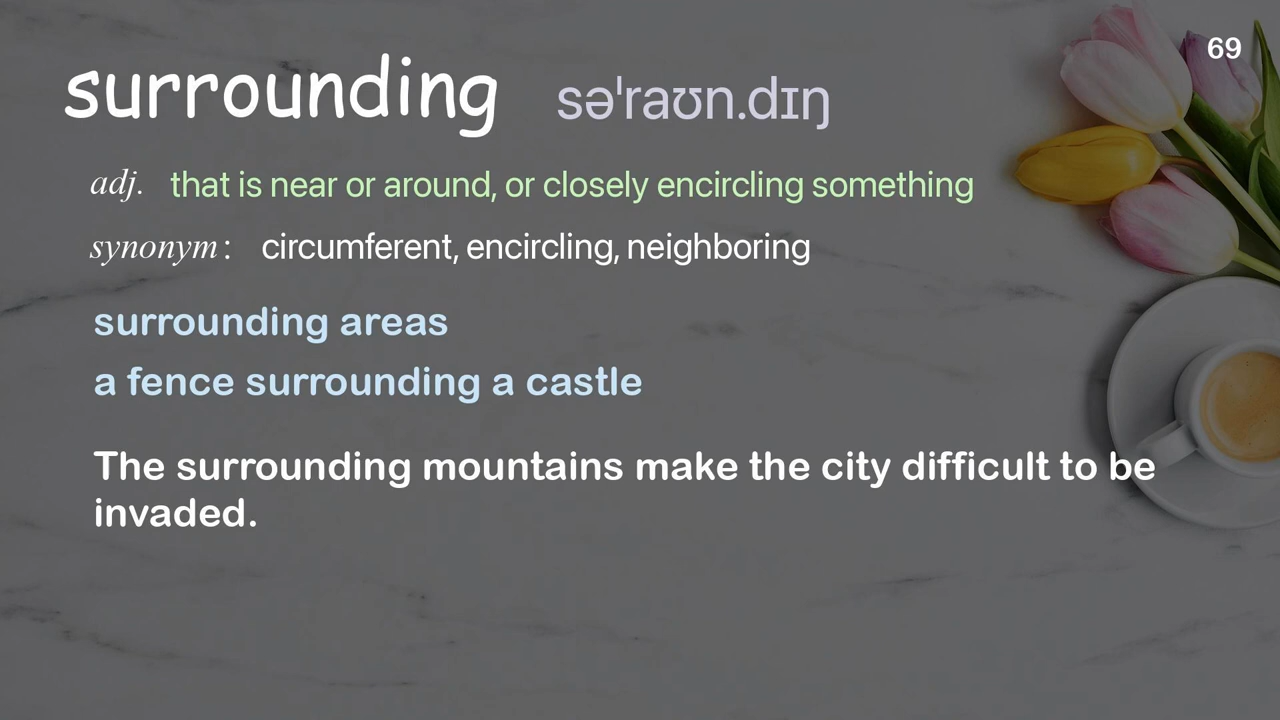 69
surrounding səˈraʊn.dɪŋ
adj. that is near or around, or closely encircling something
synonym: circumferent, encircling, neighboring
surrounding areas
a fence surrounding a castle
The surrounding mountains make the city difficult to be
invaded.